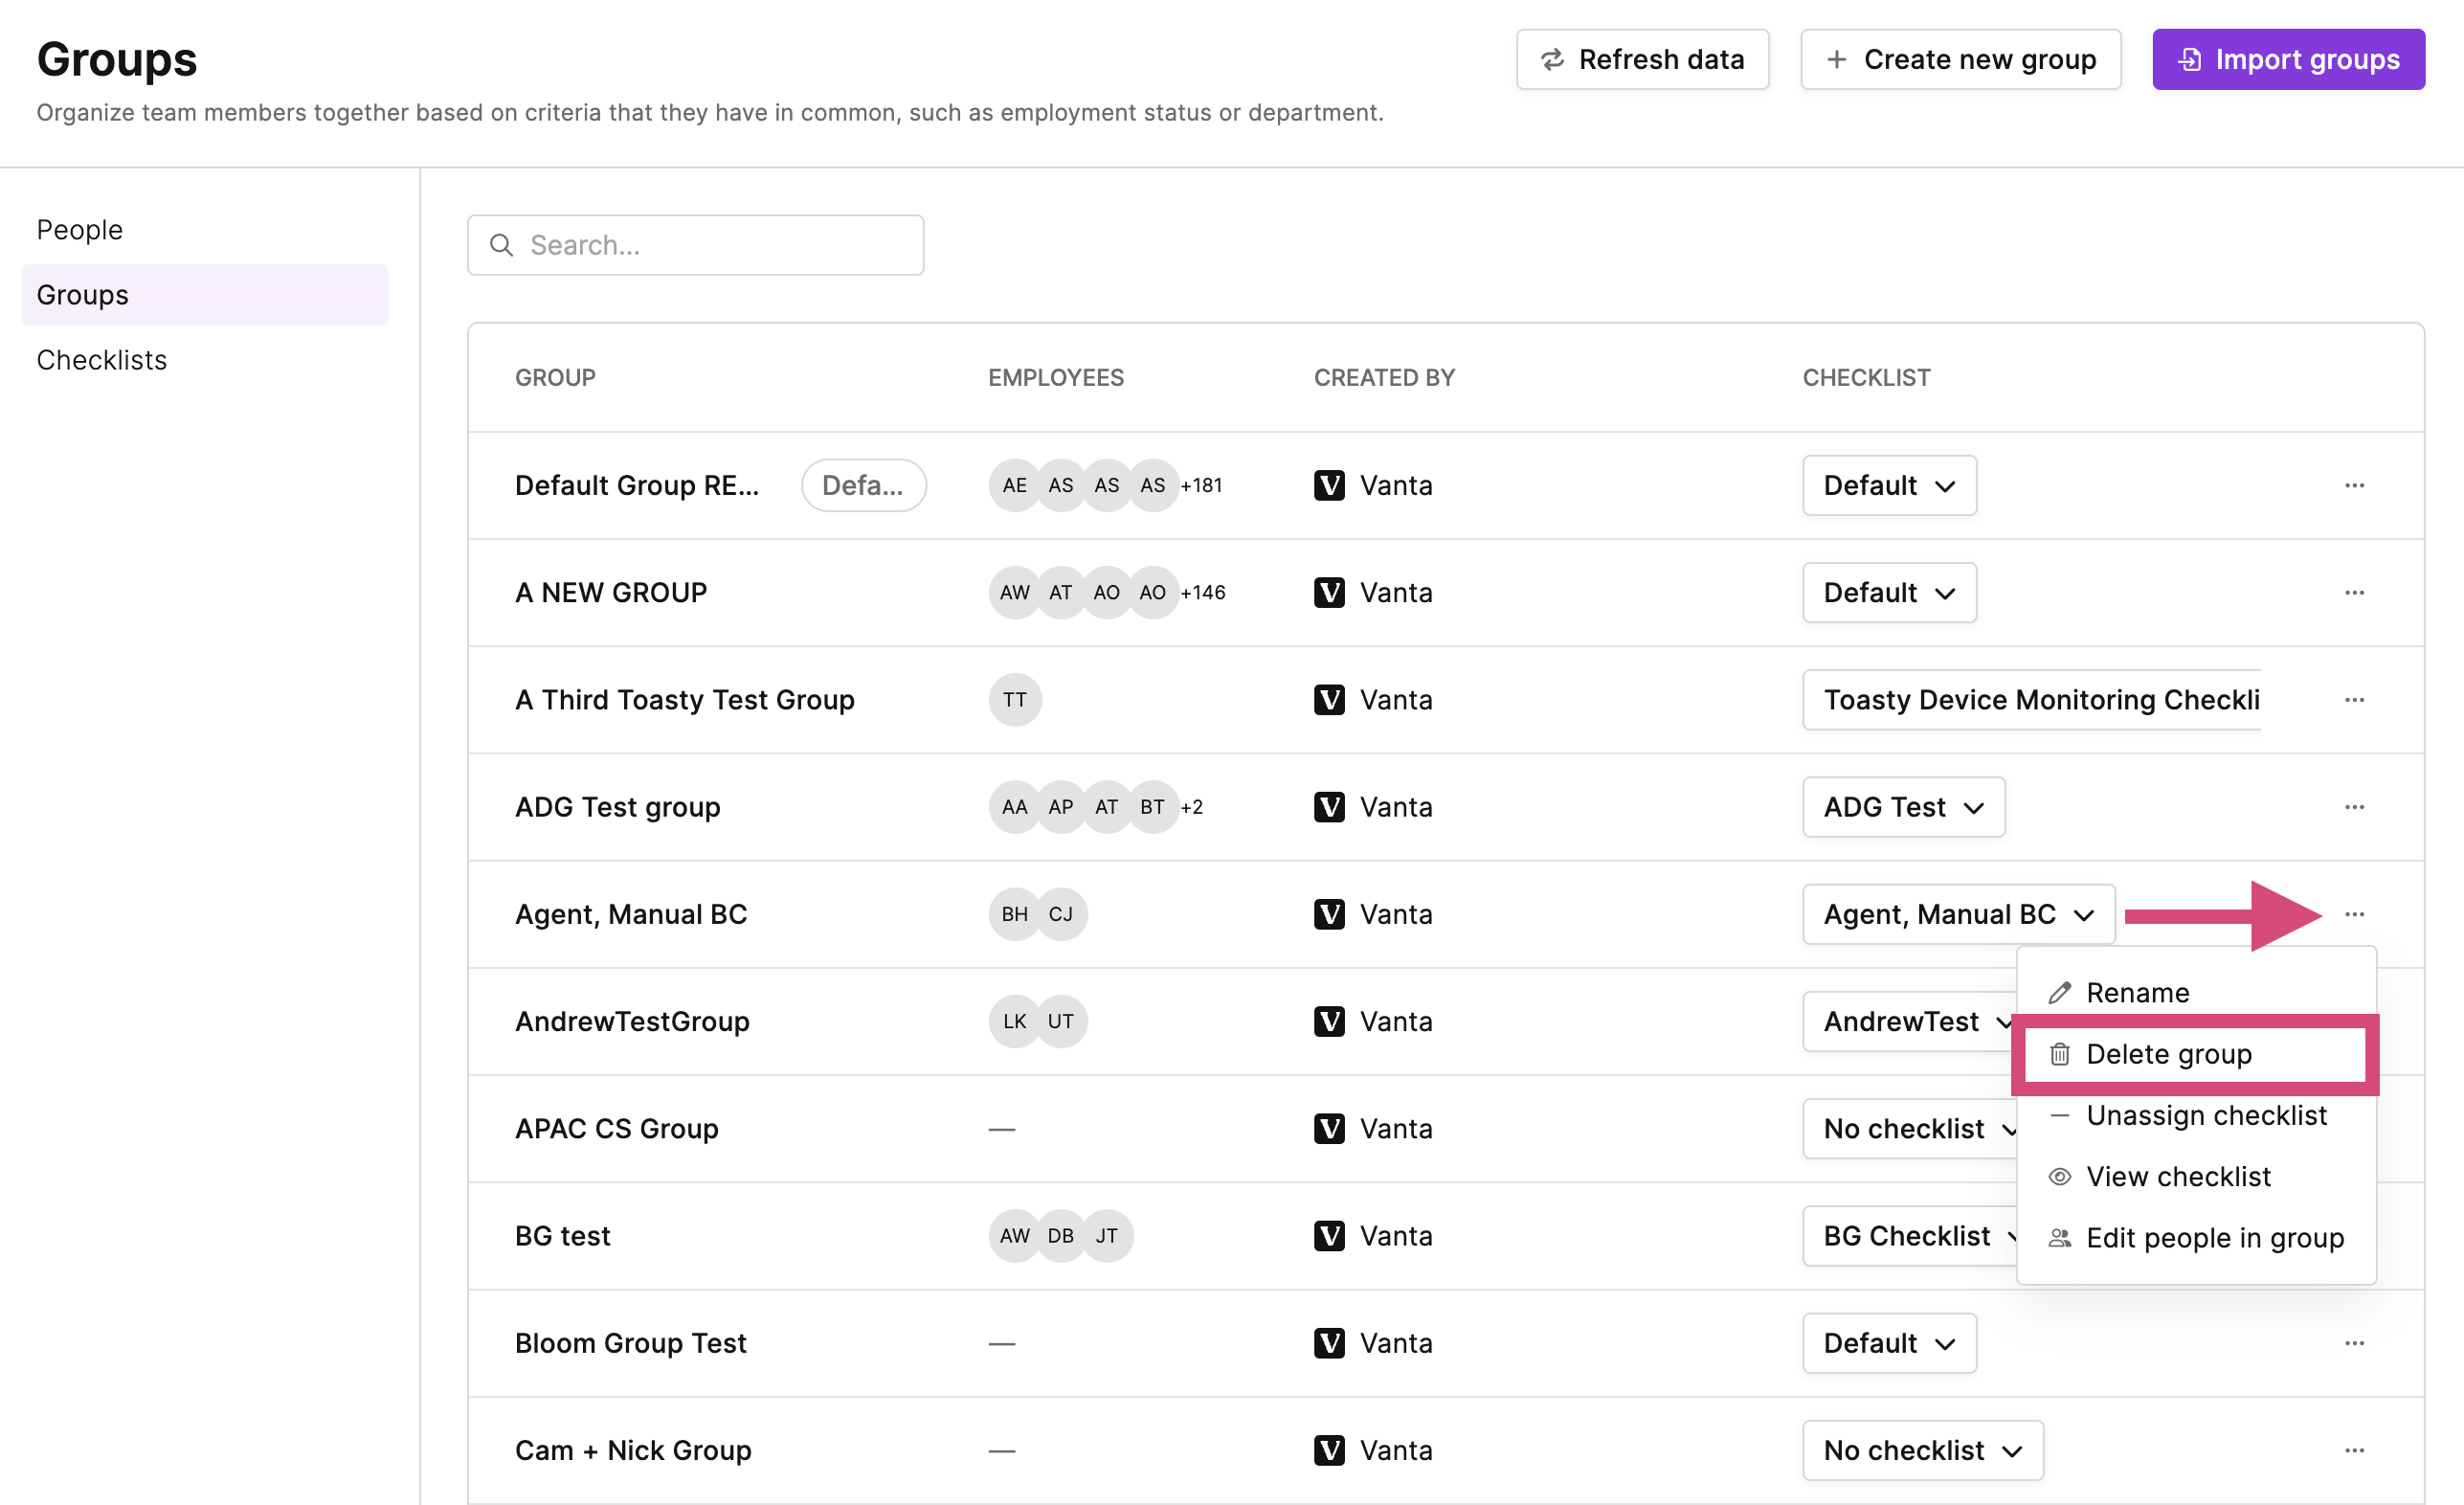 Groups
Refresh data
Create new group
Import groups
Organize team members together based on criteria that they have in common, such as employment status or department.
People
Groups
Checklists
Search...
GROUP EMPLOYEES CREATED BY CHECKLIST
Default Group RE... Defa... AE AS AS AS +181 V Vanta Default
A NEW GROUP AW AT AO AO +146 V Vanta Default
A Third Toasty Test Group TT V Vanta Toasty Device Monitoring Checkli
ADG Test group AA AP AT BT +2 V Vanta ADG Test
Agent, Manual BC BH CJ V Vanta Agent, Manual BC
AndrewTestGroup LK UT V Vanta AndrewTest
APAC CS Group — V Vanta No checklist
BG test AW DB JT V Vanta BG Checklist
Bloom Group Test — V Vanta Default
Cam + Nick Group — V Vanta No checklist
Rename
Delete group
Unassign checklist
View checklist
Edit people in group